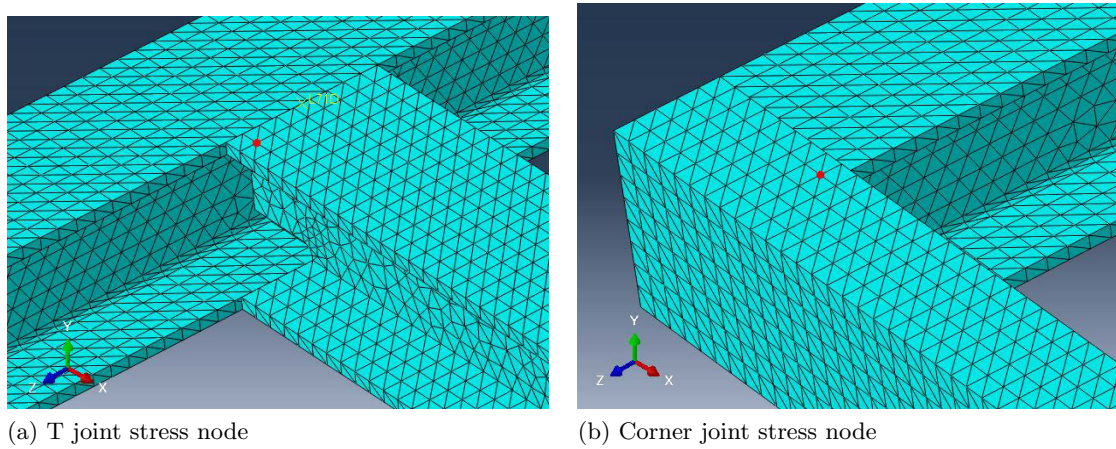 Y
Z
X
Y
Z
X
(a) T joint stress node
(b) Corner joint stress node